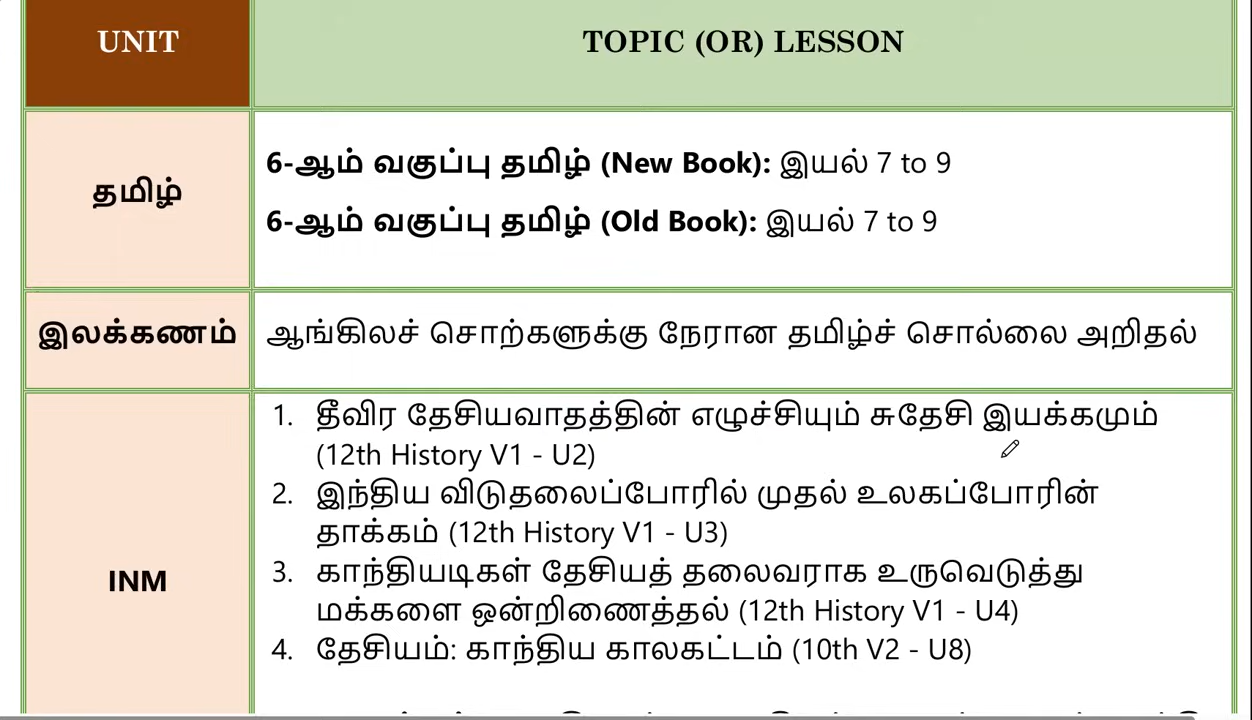 UNIT
TOPIC (OR) LESSON
தமிழ்
6-ஆம் வகுப்பு தமிழ் (New Book): இயல் 7 to 9
6-ஆம் வகுப்பு தமிழ் (Old Book): இயல் 7 to 9
இலக்கணம்
ஆங்கிலச் சொற்களுக்கு நேரான தமிழ்ச் சொல்லை அறிதல்
INM
1. தீவிர தேசியவாதத்தின் எழுச்சியும் சுதேசி இயக்கமும்
(12th History V1 - U2)
2. இந்திய விடுதலைப்போரில் முதல் உலகப்போரின்
தாக்கம் (12th History V1 - U3)
3. காந்தியடிகள் தேசியத் தலைவராக உருவெடுத்து
மக்களை ஒன்றிணைத்தல் (12th History V1 - U4)
4. தேசியம்: காந்திய காலகட்டம் (10th V2 - U8)